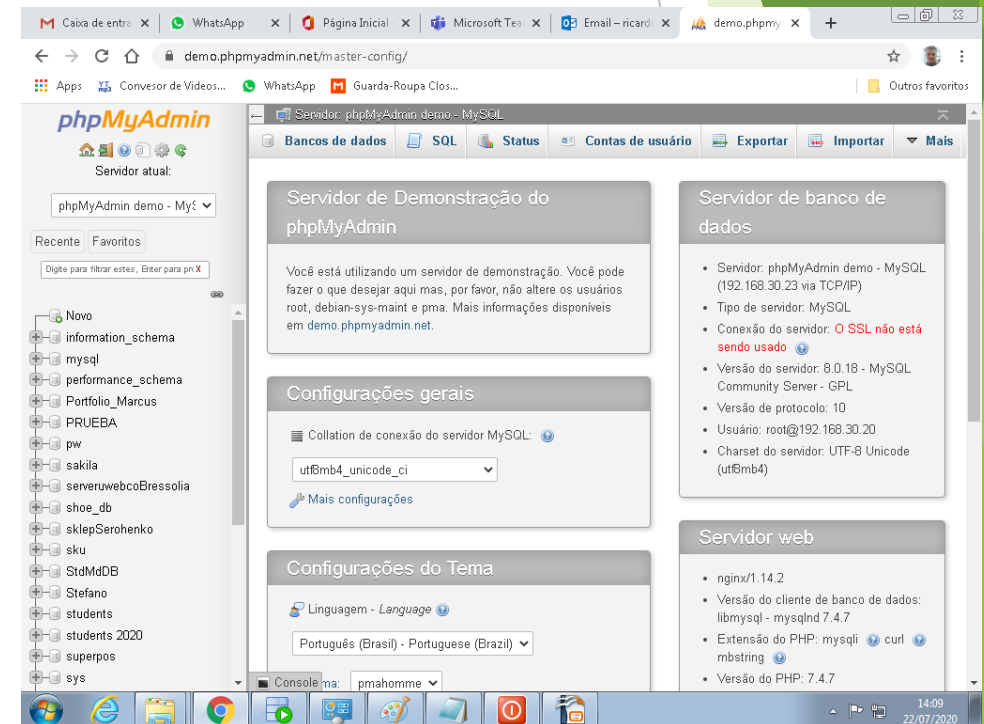 Caixa de entra
WhatsApp
Página Inicial
Microsoft Tea
Email – ricard
demo.phpmy
demo.phpmyadmin.net/master-config/
Apps
Convesor de Videos...
WhatsApp
Guarda-Roupa Clos...
Outros favoritos
phpMyAdmin
Servidor atual:
phpMyAdmin demo - MyS
Recente
Favoritos
Digite para filtrar estes, Enter para pro X
Novo
information_schema
mysql
performance_schema
Portfolio_Marcus
PRUEBA
pw
sakila
serveruwebcoBressolia
shoe_db
sklepSerohenko
sku
StdMdDB
Stefano
students
students 2020
superpos
sys
Servidor: phpMyAdmin demo - MySQL
Bancos de dados
SQL
Status
Contas de usuário
Exportar
Importar
Mais
Servidor de Demonstração do
phpMyAdmin
Você está utilizando um servidor de demonstração. Você pode
fazer o que desejar aqui mas, por favor, não altere os usuários
root, debian-sys-maint e pma. Mais informações disponíveis
em demo.phpmyadmin.net.
Configurações gerais
Collation de conexão do servidor MySQL:
utf8mb4_unicode_ci
Mais configurações
Configurações do Tema
Linguagem - Language
Português (Brasil) - Portuguese (Brazil)
Console
ma:
pmahomme
Servidor de banco de
dados
• Servidor: phpMyAdmin demo - MySQL
(192.168.30.23 via TCP/IP)
• Tipo de servidor: MySQL
• Conexão do servidor: O SSL não está
sendo usado
• Versão do servidor: 8.0.18 - MySQL
Community Server - GPL
• Versão de protocolo: 10
• Usuário: root@192.168.30.20
• Charset do servidor: UTF-8 Unicode
(utf8mb4)
Servidor web
• nginx/1.14.2
• Versão do cliente de banco de dados:
libmysql - mysqlnd 7.4.7
• Extensão do PHP: mysqli curl
mbstring
• Versão do PHP: 7.4.7
14:09
22/07/2020